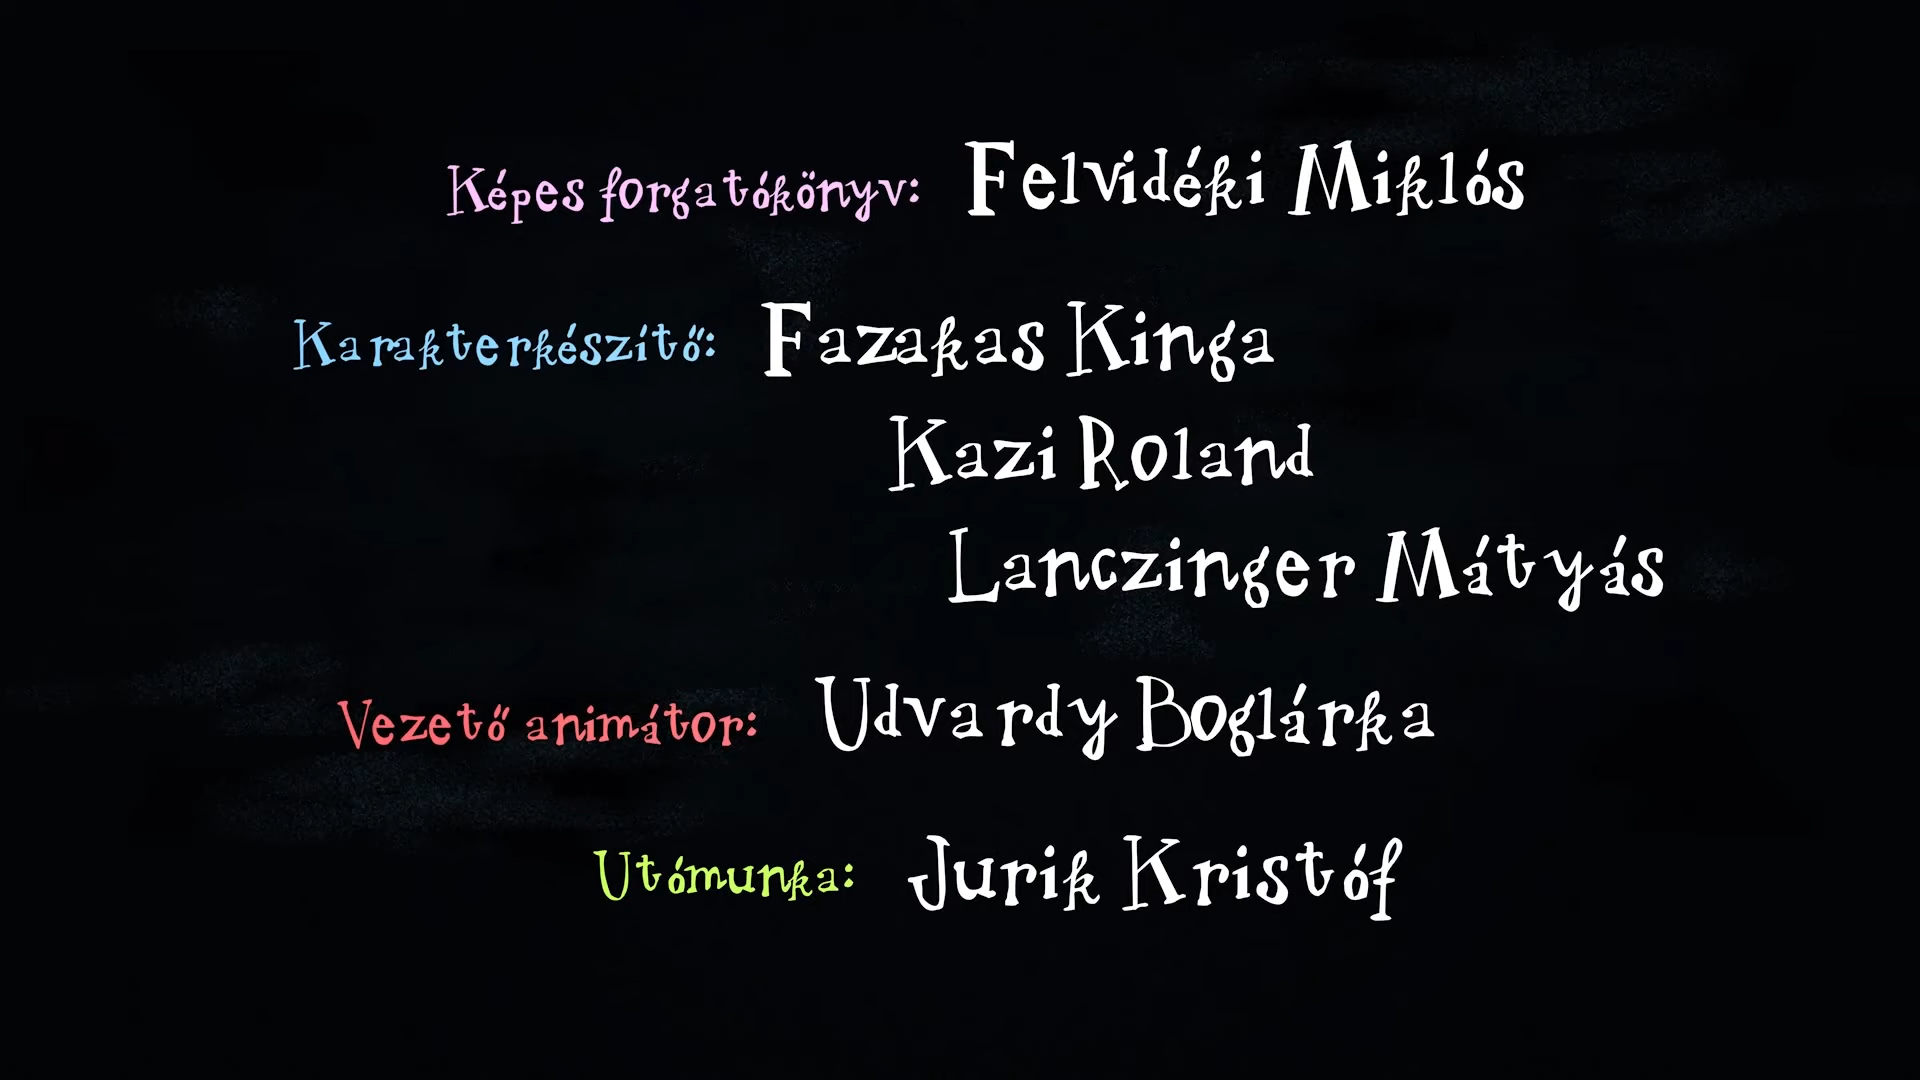 Képes forgatókönyv: Felvidéki Miklós
Karakterkészítő: Fazakas Kinga
Kazi Roland
Lanczinger Mátyás
Vezető animátor: Udvardy Boglárka
Utómunka: Jurik Kristóf